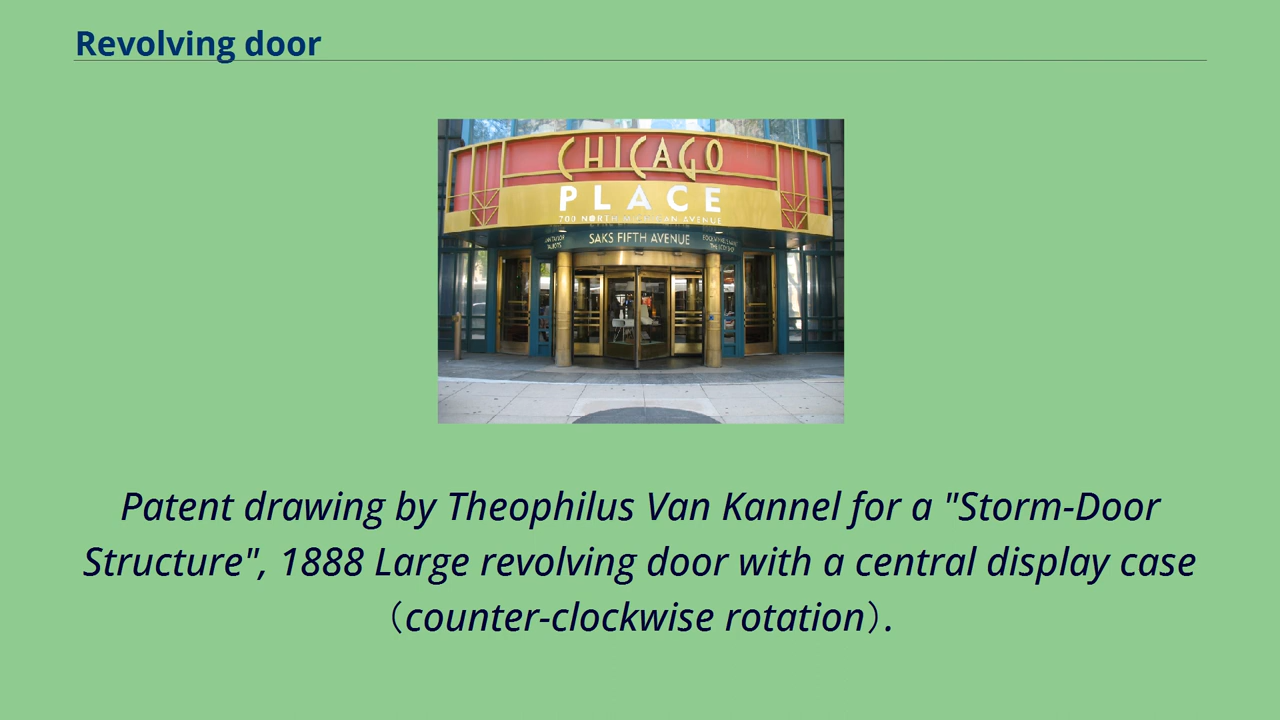 Revolving door
CHICAGO
PLACE
700 NORTH MICHIGAN AVENUE
SAKS FIFTH AVENUE
TALBOTS
Patent drawing by Theophilus Van Kannel for a "Storm-Door
Structure", 1888 Large revolving door with a central display case
（counter-clockwise rotation）.